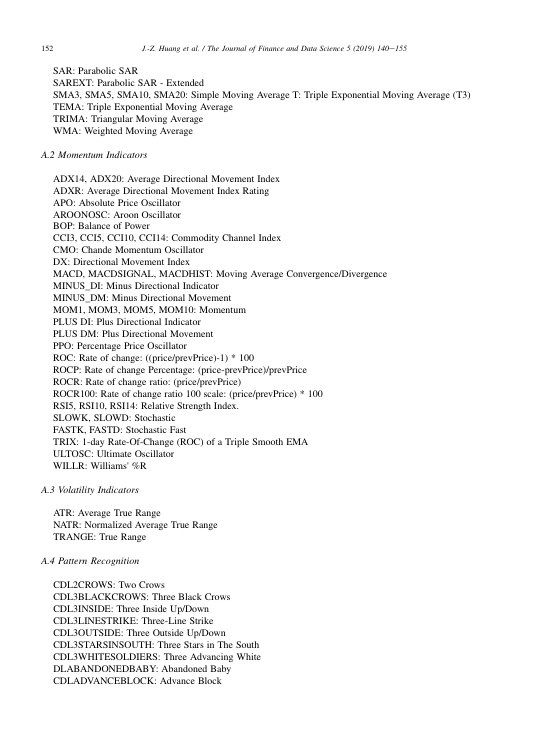 152
J.-Z. Huang et al. / The Journal of Finance and Data Science 5 (2019) 140–155
SAR: Parabolic SAR
SAREXT: Parabolic SAR - Extended
SMA3, SMA5, SMA10, SMA20: Simple Moving Average T: Triple Exponential Moving Average (T3)
TEMA: Triple Exponential Moving Average
TRIMA: Triangular Moving Average
WMA: Weighted Moving Average
A.2 Momentum Indicators
ADX14, ADX20: Average Directional Movement Index
ADXR: Average Directional Movement Index Rating
APO: Absolute Price Oscillator
AROONOSC: Aroon Oscillator
BOP: Balance of Power
CCI3, CCI5, CCI10, CCI14: Commodity Channel Index
CMO: Chande Momentum Oscillator
DX: Directional Movement Index
MACD, MACDSIGNAL, MACDHIST: Moving Average Convergence/Divergence
MINUS_DI: Minus Directional Indicator
MINUS_DM: Minus Directional Movement
MOM1, MOM3, MOM5, MOM10: Momentum
PLUS DI: Plus Directional Indicator
PLUS DM: Plus Directional Movement
PPO: Percentage Price Oscillator
ROC: Rate of change: ((price/prevPrice)-1) * 100
ROCP: Rate of change Percentage: (price-prevPrice)/prevPrice
ROCR: Rate of change ratio: (price/prevPrice)
ROCR100: Rate of change ratio 100 scale: (price/prevPrice) * 100
RSI5, RSI10, RSI14: Relative Strength Index.
SLOWK, SLOWD: Stochastic
FASTK, FASTD: Stochastic Fast
TRIX: 1-day Rate-Of-Change (ROC) of a Triple Smooth EMA
ULTOSC: Ultimate Oscillator
WILLR: Williams' %R
A.3 Volatility Indicators
ATR: Average True Range
NATR: Normalized Average True Range
TRANGE: True Range
A.4 Pattern Recognition
CDL2CROWS: Two Crows
CDL3BLACKCROWS: Three Black Crows
CDL3INSIDE: Three Inside Up/Down
CDL3LINESTRIKE: Three-Line Strike
CDL3OUTSIDE: Three Outside Up/Down
CDL3STARSINSOUTH: Three Stars in The South
CDL3WHITESOLDIERS: Three Advancing White
DLABANDONEDBABY: Abandoned Baby
CDLADVANCEBLOCK: Advance Block